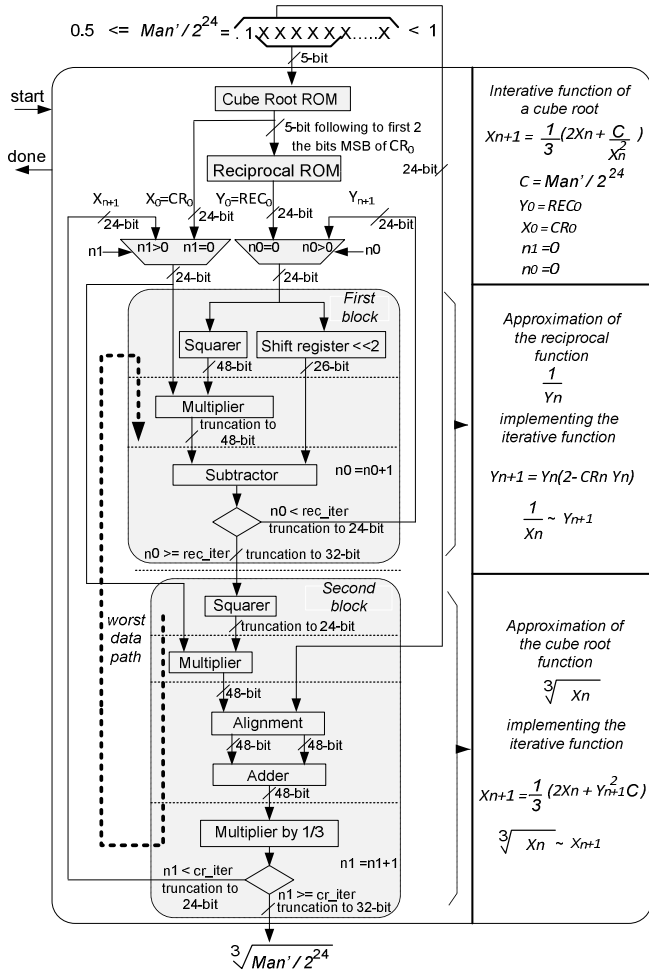 0.5 <= Man'/2^24 = . 1 X X X X X X.....X < 1
5-bit
start
done
Cube Root ROM
5-bit following to first 2
the bits MSB of CR0
Reciprocal ROM
24-bit
Xn+1
X0=CR0
Y0=REC0
Yn+1
24-bit
24-bit
24-bit
24-bit
n1
n1>0
n1=0
n0=0
n0>0
n0
24-bit
24-bit
First
block
Squarer
Shift register <<2
48-bit
26-bit
Multiplier
truncation to
48-bit
Subtractor
n0 =n0+1
n0 < rec_iter
truncation to 24-bit
n0 >= rec_iter
truncation to 32-bit
Second
block
Squarer
truncation to 24-bit
worst
data
path
Multiplier
48-bit
Alignment
48-bit
48-bit
Adder
48-bit
Multiplier by 1/3
n1 =n1+1
n1 < cr_iter
truncation to
24-bit
n1 >= cr_iter
truncation to 32-bit
∛(Man'/2^24)
Interative function of
a cube root
Xn+1 = 1/3 (2Xn + C/Xn^2)
C = Man'/2^24
Y0 = REC0
X0 = CR0
n1 =0
n0 =0
Approximation of
the reciprocal
function
1/Yn
implementing the
iterative function
Yn+1 = Yn(2- CRn Yn)
1/Xn ~ Yn+1
Approximation of
the cube root
function
∛Xn
implementing the
iterative function
Xn+1 = 1/3 (2Xn + Yn+1^2 C)
∛Xn ~ Xn+1